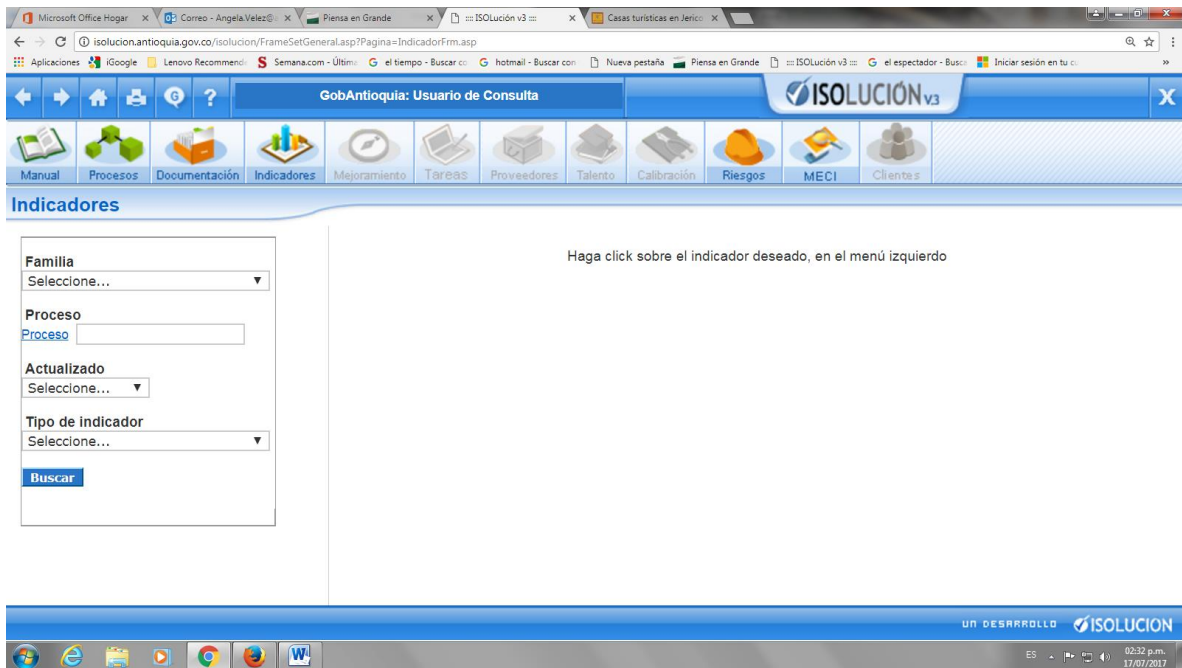 Microsoft Office Hogar
Correo - Angela.Velez@
Piensa en Grande
:::: ISOLución v3 ::::
Casas turísticas en Jerico
isolucion.antioquia.gov.co/isolucion/FrameSetGeneral.asp?Pagina=IndicadorFrm.asp
Aplicaciones iGoogle Lenovo Recommend Semana.com - Última el tiempo - Buscar co hotmail - Buscar con Nueva pestaña Piensa en Grande :::: ISOLución v3 :::: el espectador - Busca Iniciar sesión en tu cu »
G ? GobAntioquia: Usuario de Consulta ISOLUCIÓN V3 X
Manual Procesos Documentación Indicadores Mejoramiento Tareas Proveedores Talento Calibración Riesgos MECI Clientes
Indicadores
Haga click sobre el indicador deseado, en el menú izquierdo
Familia
Seleccione...
Proceso
Proceso
Actualizado
Seleccione...
Tipo de indicador
Seleccione...
Buscar
UN DESARROLLO ISOLUCION
ES 02:32 p.m.
17/07/2017